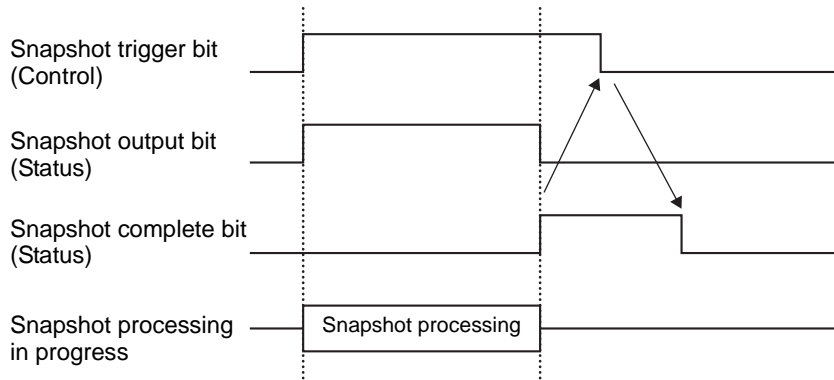 Snapshot trigger bit
(Control)
Snapshot output bit
(Status)
Snapshot complete bit
(Status)
Snapshot processing
in progress
Snapshot processing